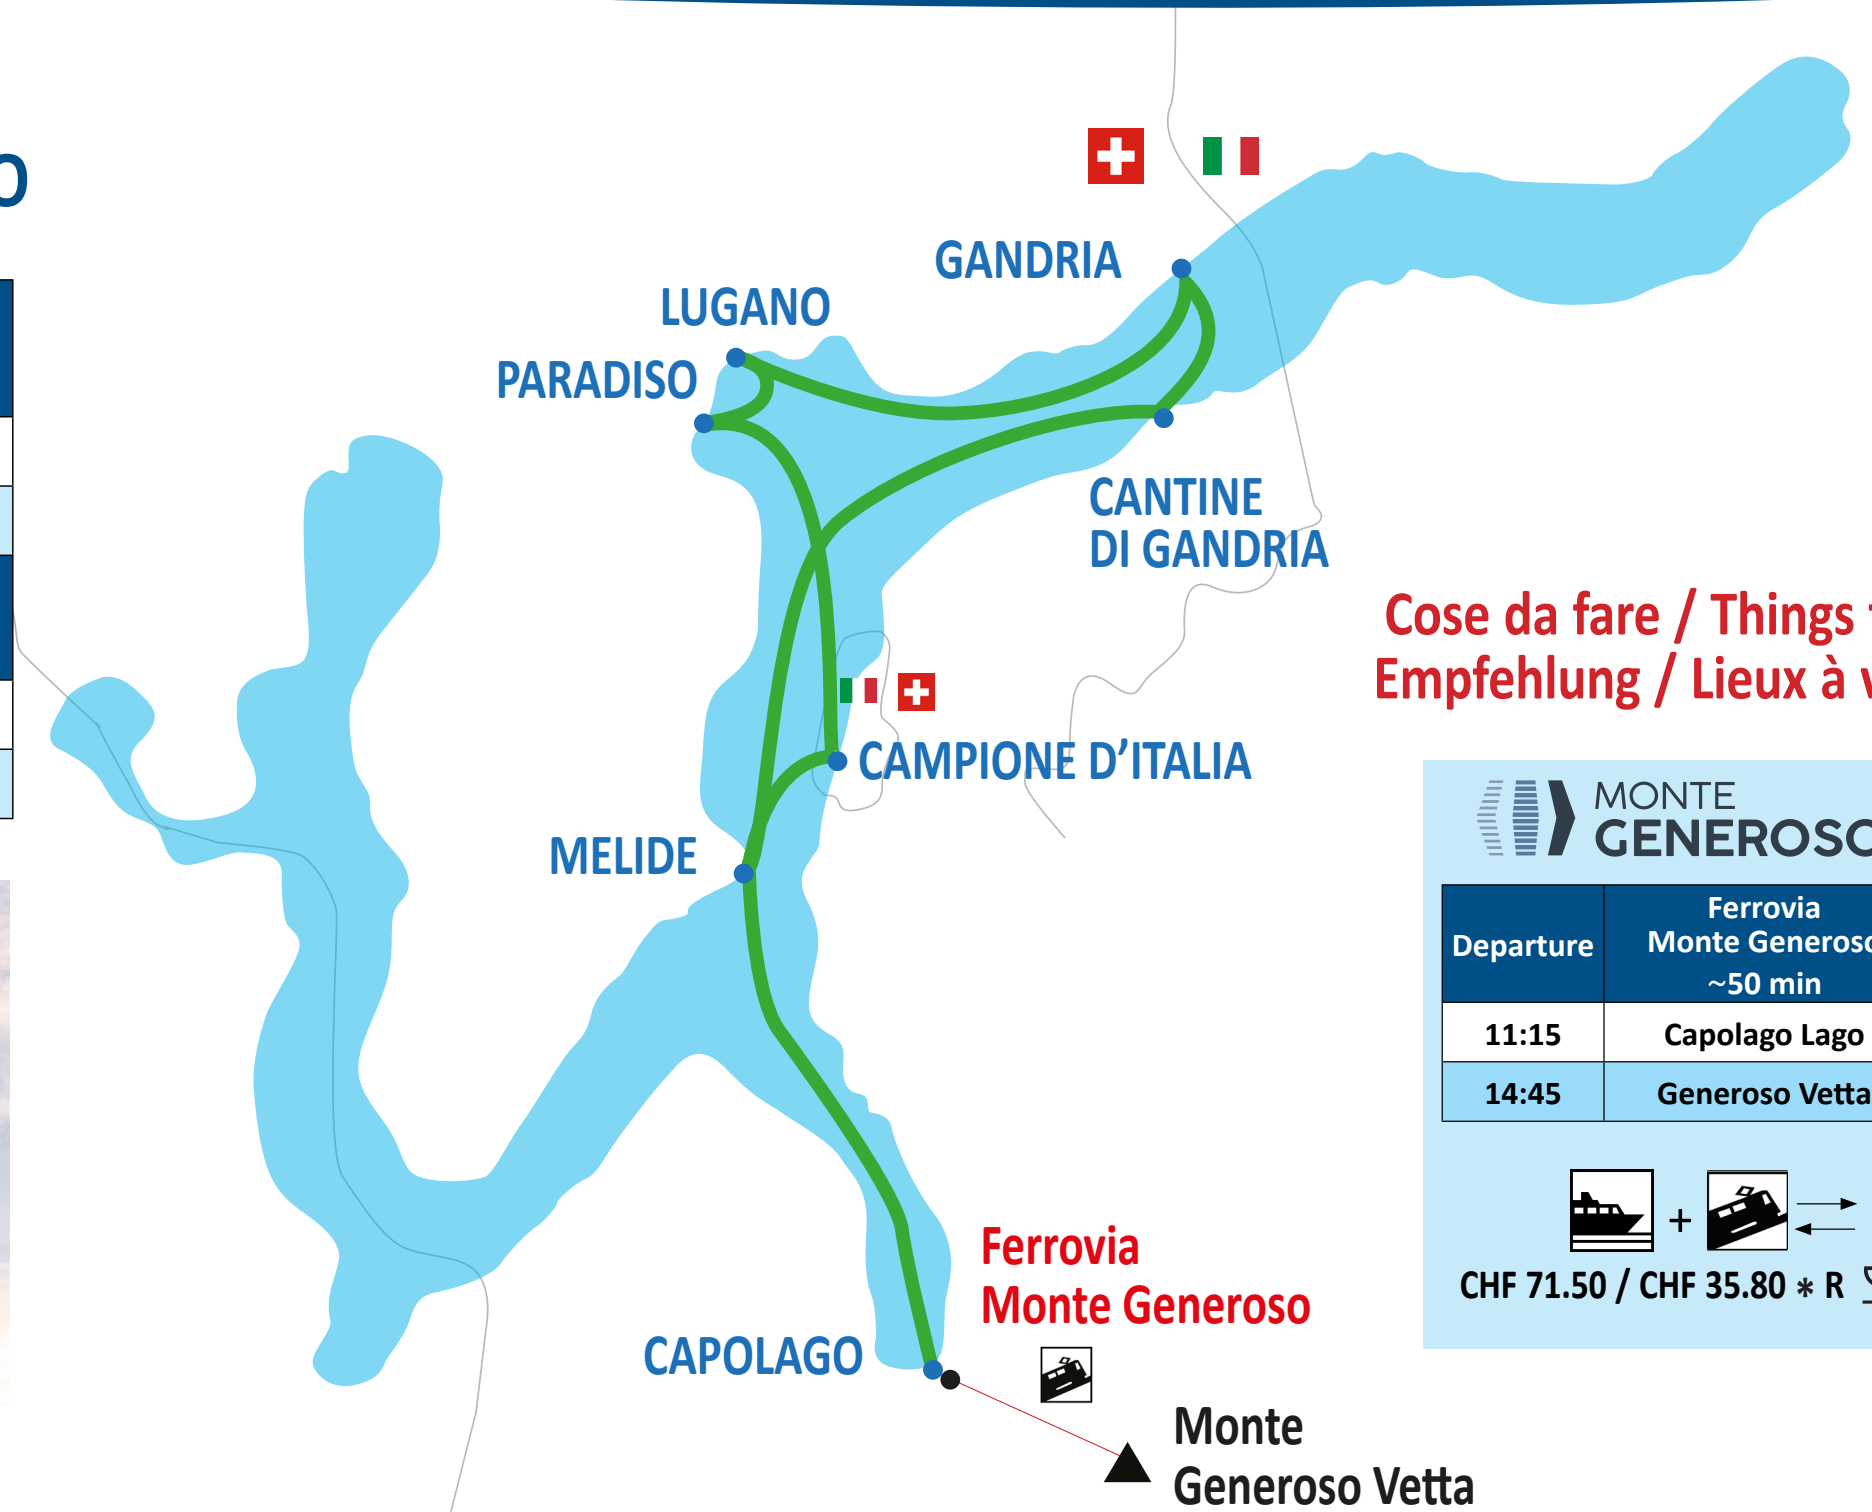 O
GANDRIA
LUGANO
PARADISO
CANTINE
DI GANDRIA
CAMPIONE D’ITALIA
MELIDE
CAPOLAGO
Ferrovia
Monte Generoso
Monte
Generoso Vetta
Cose da fare / Things
Empfehlung / Lieux à
MONTE
GENEROSO
Departure
Ferrovia
Monte Generoso
~50 min
11:15 Capolago Lago
14:45 Generoso Vetta
+
CHF 71.50 / CHF 35.80 * R